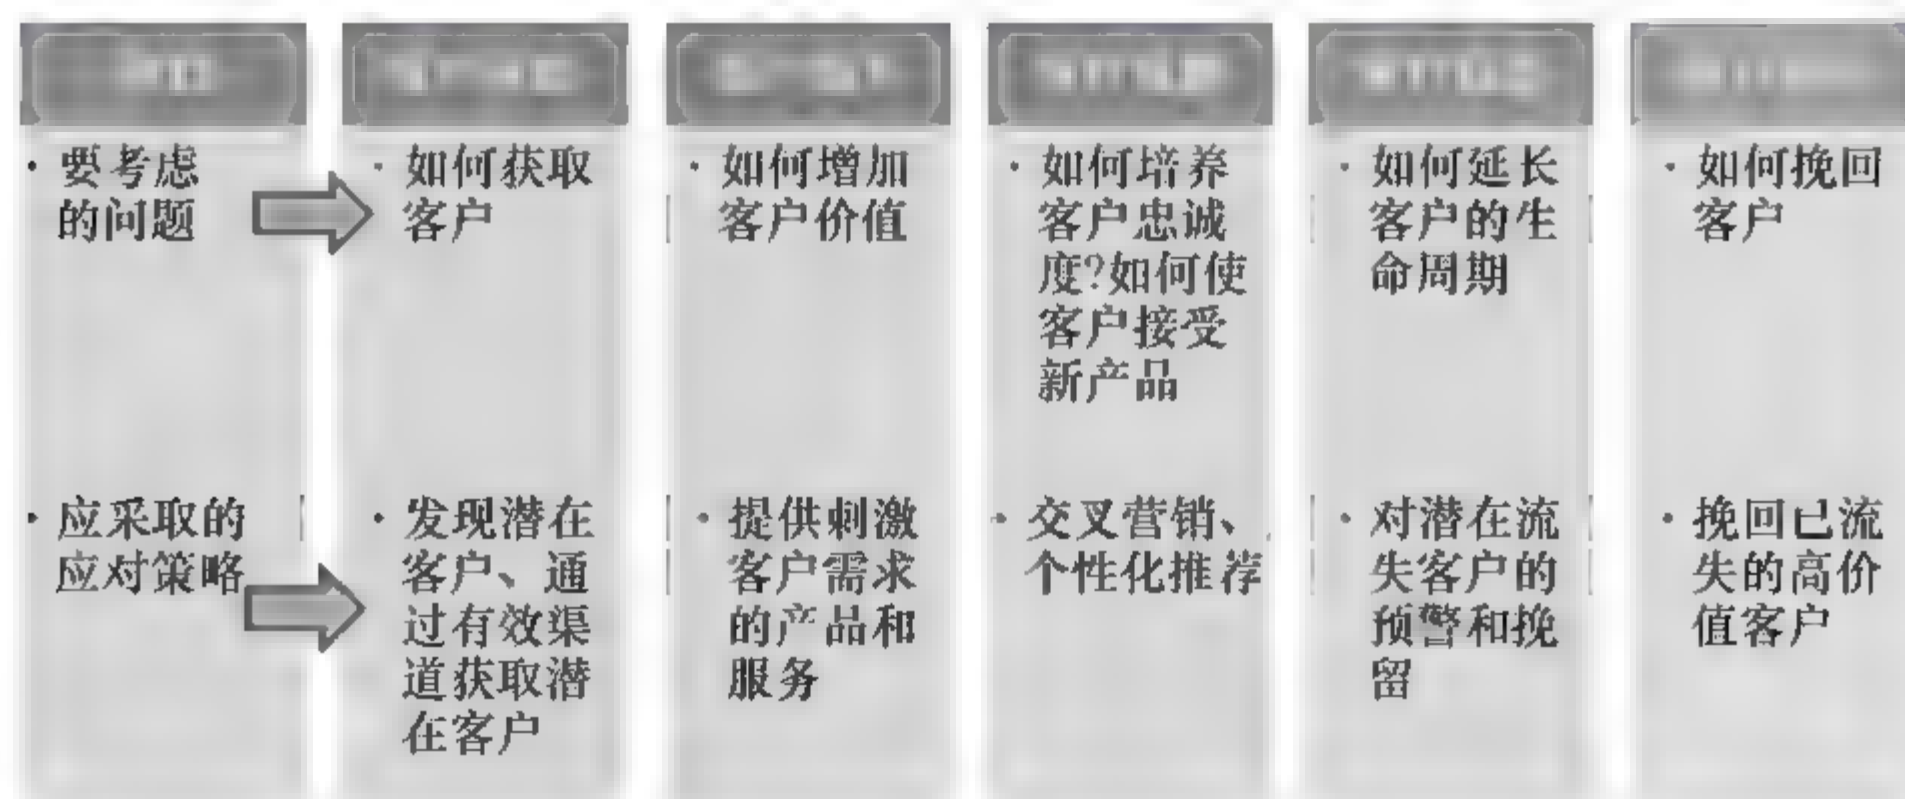 要考虑
的问题
如何获取
客户
如何增加
客户价值
如何培养
客户忠诚
度?如何使
客户接受
新产品
如何延长
客户的生
命周期
如何挽回
客户
应采取的
应对策略
发现潜在
客户、通
过有效渠
道获取潜
在客户
提供刺激
客户需求
的产品和
服务
交叉营销、
个性化推荐
对潜在流
失客户的
预警和挽
留
挽回已流
失的高价
值客户